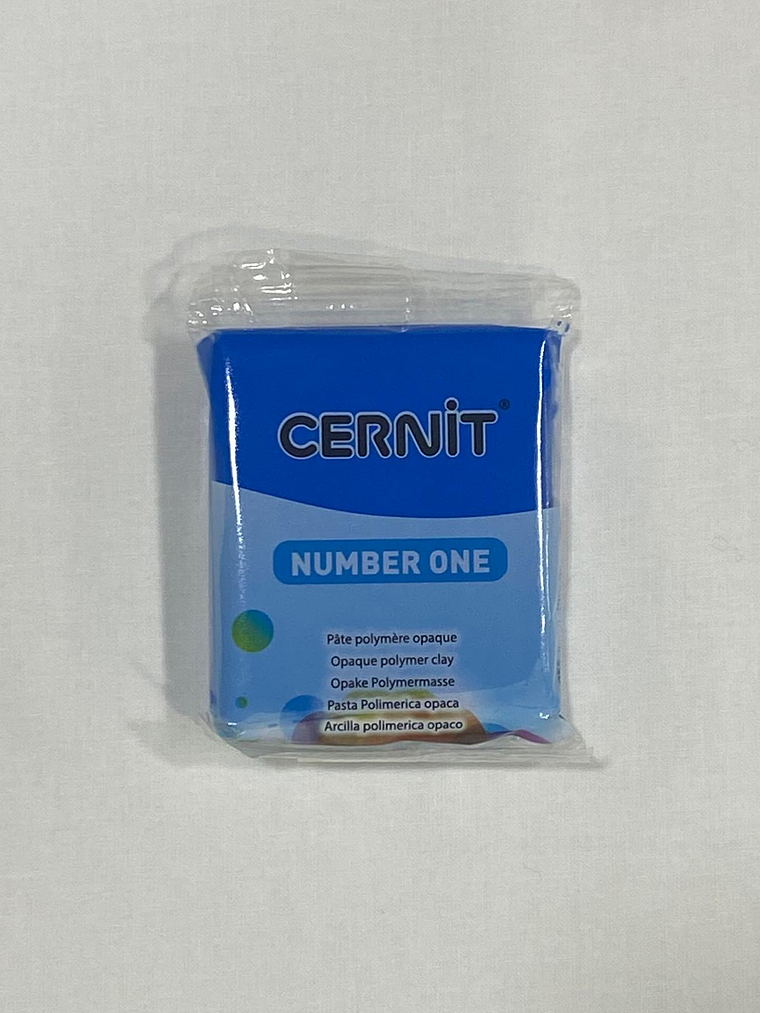 CERNiT®
NUMBER ONE
Pâte polymère opaque
Opaque polymer clay
Opake Polymermasse
Pasta Polimerica opaca
Arcilla polimerica opaco